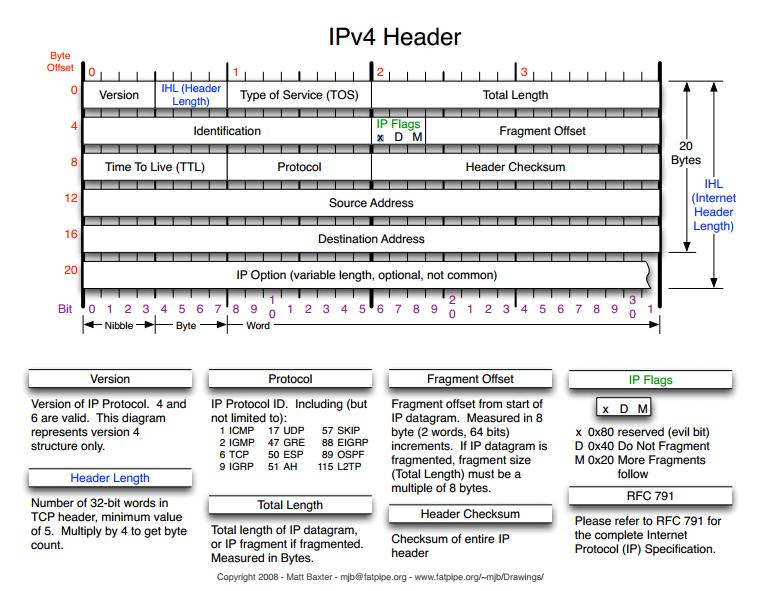 IPv4 Header
Byte
Offset
0 1 2 3
0 Version IHL (Header
Length) Type of Service (TOS) Total Length
4 Identification IP Flags
x D M Fragment Offset
8 Time To Live (TTL) Protocol Header Checksum
12 Source Address
16 Destination Address
20 IP Option (variable length, optional, not common)
20
Bytes
IHL
(Internet
Header
Length)
Bit 0 1 2 3 4 5 6 7 8 9 10 1 2 3 4 5 6 7 8 9 20 1 2 3 4 5 6 7 8 9 30 1
Nibble Byte Word
Version
Version of IP Protocol. 4 and
6 are valid. This diagram
represents version 4
structure only.
Header Length
Number of 32-bit words in
TCP header, minimum value
of 5. Multiply by 4 to get byte
count.
Protocol
IP Protocol ID. Including (but
not limited to):
1 ICMP 17 UDP 57 SKIP
2 IGMP 47 GRE 88 EIGRP
6 TCP 50 ESP 89 OSPF
9 IGRP 51 AH 115 L2TP
Total Length
Total length of IP datagram,
or IP fragment if fragmented.
Measured in Bytes.
Fragment Offset
Fragment offset from start of
IP datagram. Measured in 8
byte (2 words, 64 bits)
increments. If IP datagram is
fragmented, fragment size
(Total Length) must be a
multiple of 8 bytes.
Header Checksum
Checksum of entire IP
header
IP Flags
x D M
x 0x80 reserved (evil bit)
D 0x40 Do Not Fragment
M 0x20 More Fragments
follow
RFC 791
Please refer to RFC 791 for
the complete Internet
Protocol (IP) Specification.
Copyright 2008 - Matt Baxter - mjb@fatpipe.org - www.fatpipe.org/~mjb/Drawings/